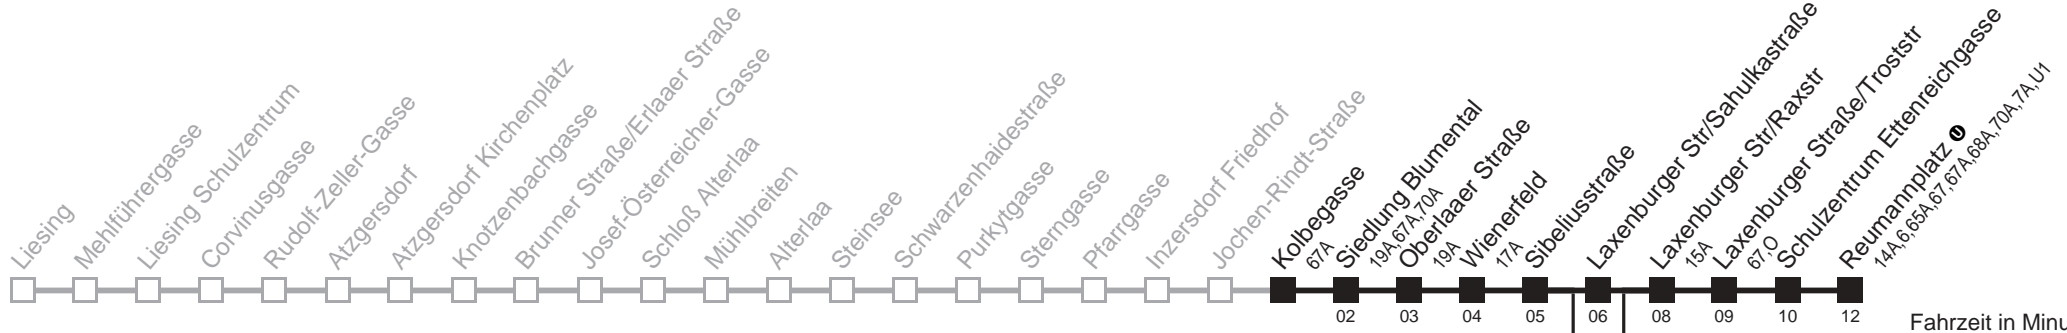 Liesing
Mehlführergasse
Liesing Schulzentrum
Corvinusgasse
Rudolf-Zeller-Gasse
Atzgersdorf
Atzgersdorf Kirchenplatz
Knotzenbachgasse
Brunner Straße/Erlaaer Straße
Josef-Österreicher-Gasse
Schloß Alterlaa
Mühlbreiten
Alterlaa
Steinsee
Schwarzenhaidestraße
Purkytgasse
Sterngasse
Pfarrgasse
Inzersdorf Friedhof
Jochen-Rindt-Straße
Kolbegasse
67A
Siedlung Blumental
19A,67A,70A
Oberlaaer Straße
19A
Wienerfeld
17A
Sibeliusstraße
Laxenburger Str/Sahulkastraße
Laxenburger Str/Raxstr
15A
Laxenburger Straße/Troststr
67,O
Schulzentrum Ettenreichgasse
Reumannplatz U
14A,6,65A,67,67A,68A,70A,7A,U1
02 03 04 05 06 08 09 10 12
Fahrzeit in Minu